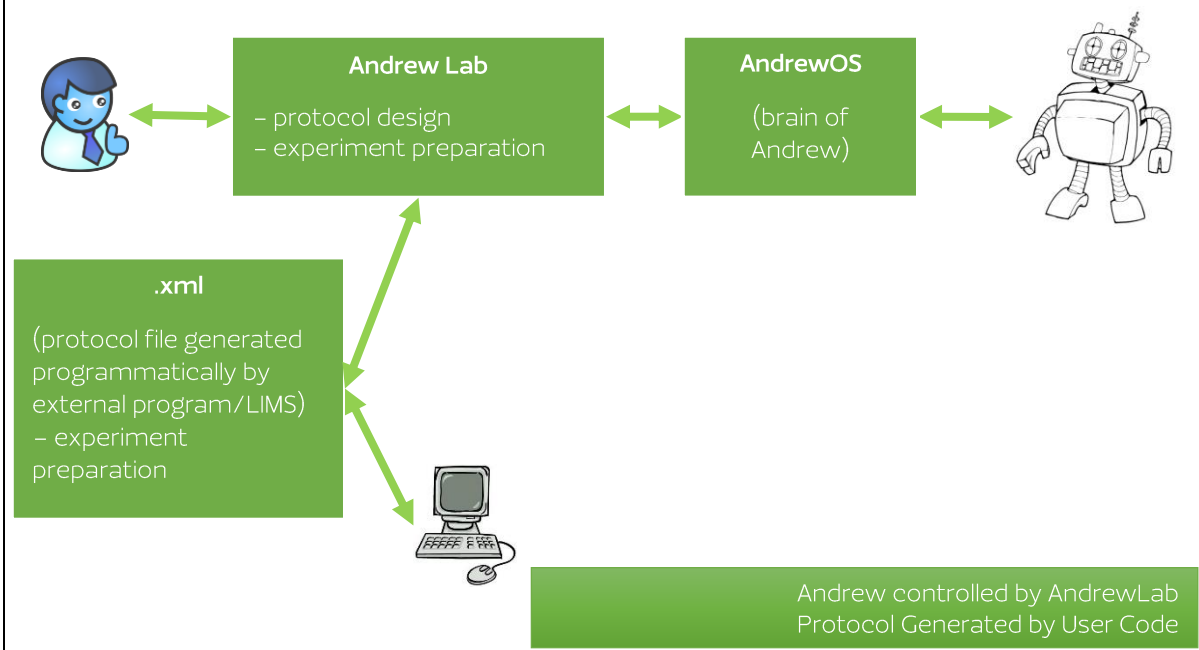 Andrew Lab
– protocol design
– experiment preparation
AndrewOS
(brain of
Andrew)
.xml
(protocol file generated
programmatically by
external program/LIMS)
– experiment
preparation
Andrew controlled by AndrewLab
Protocol Generated by User Code